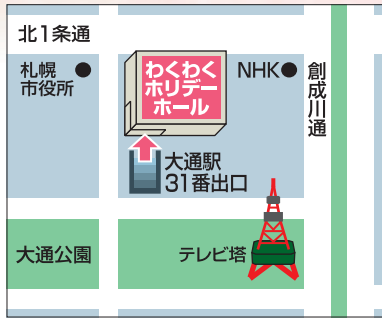 北1条通
札幌
市役所
わくわく
ホリデー
ホール
NHK
創成川通
大通駅
31番出口
大通公園
テレビ塔